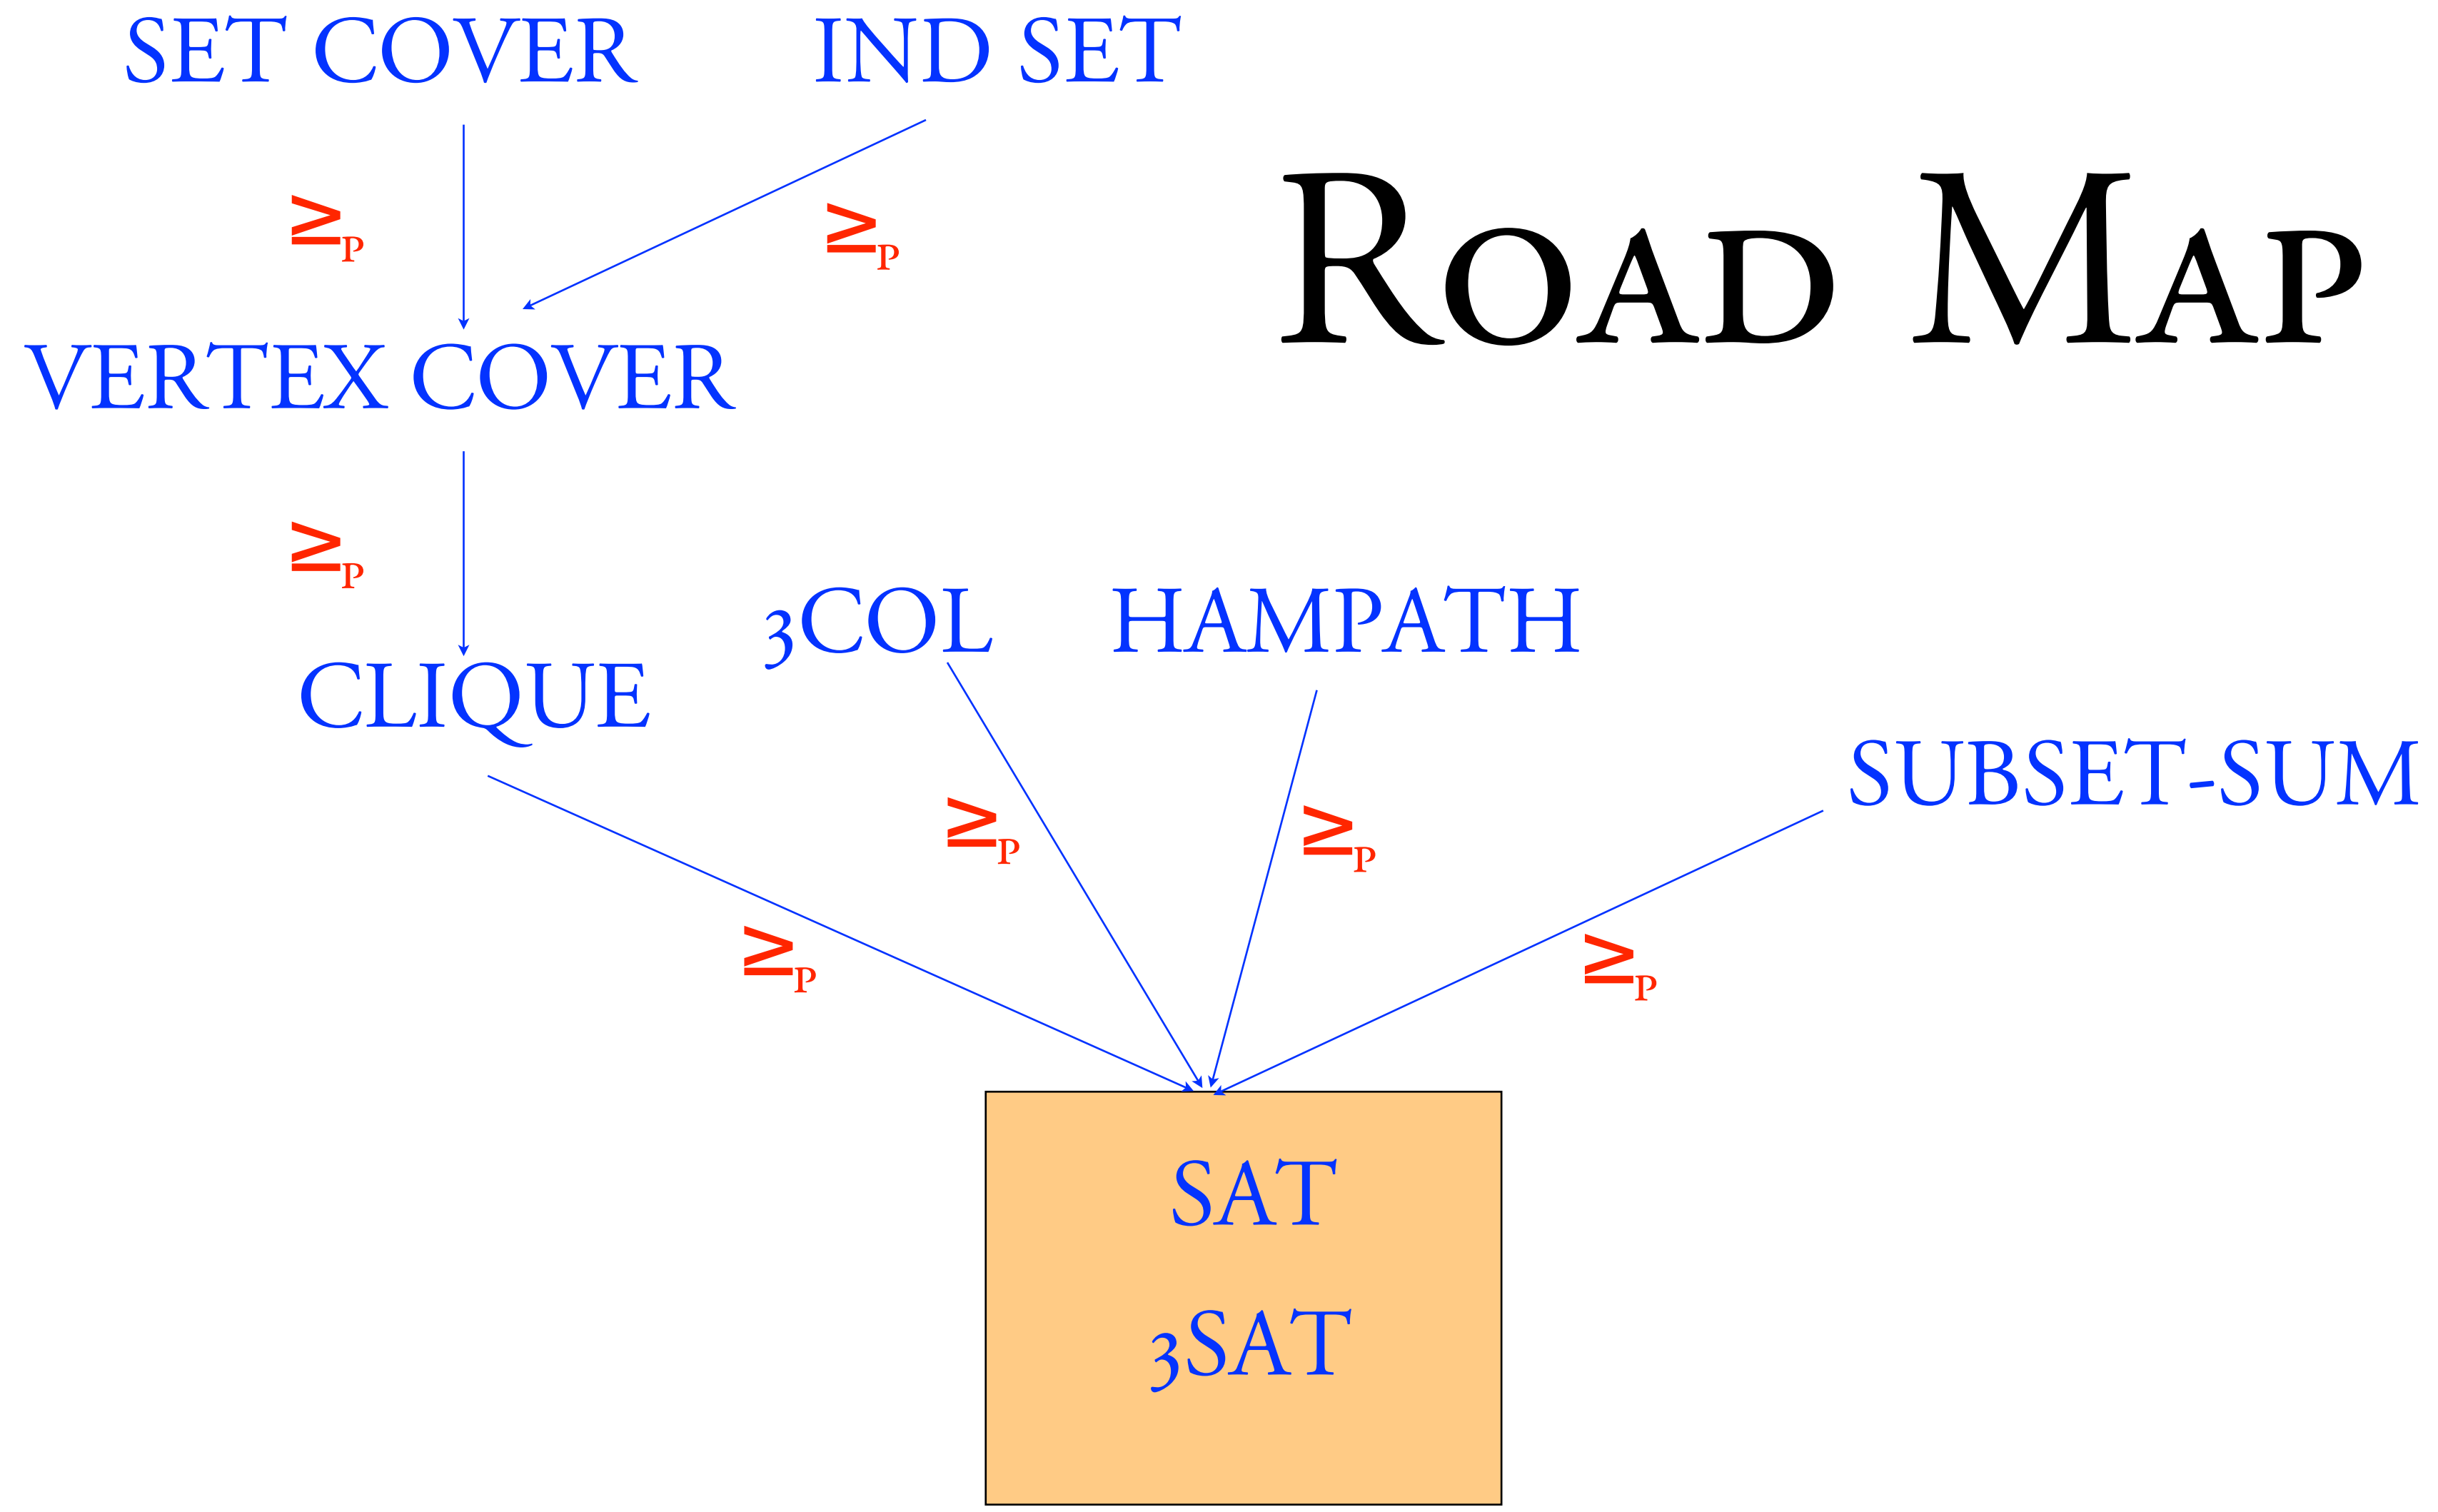 SET COVER
IND SET
ROAD MAP
≥P
≥P
VERTEX COVER
≥P
3COL
HAMPATH
CLIQUE
SUBSET-SUM
≥P
≥P
≥P
≥P
SAT
3SAT